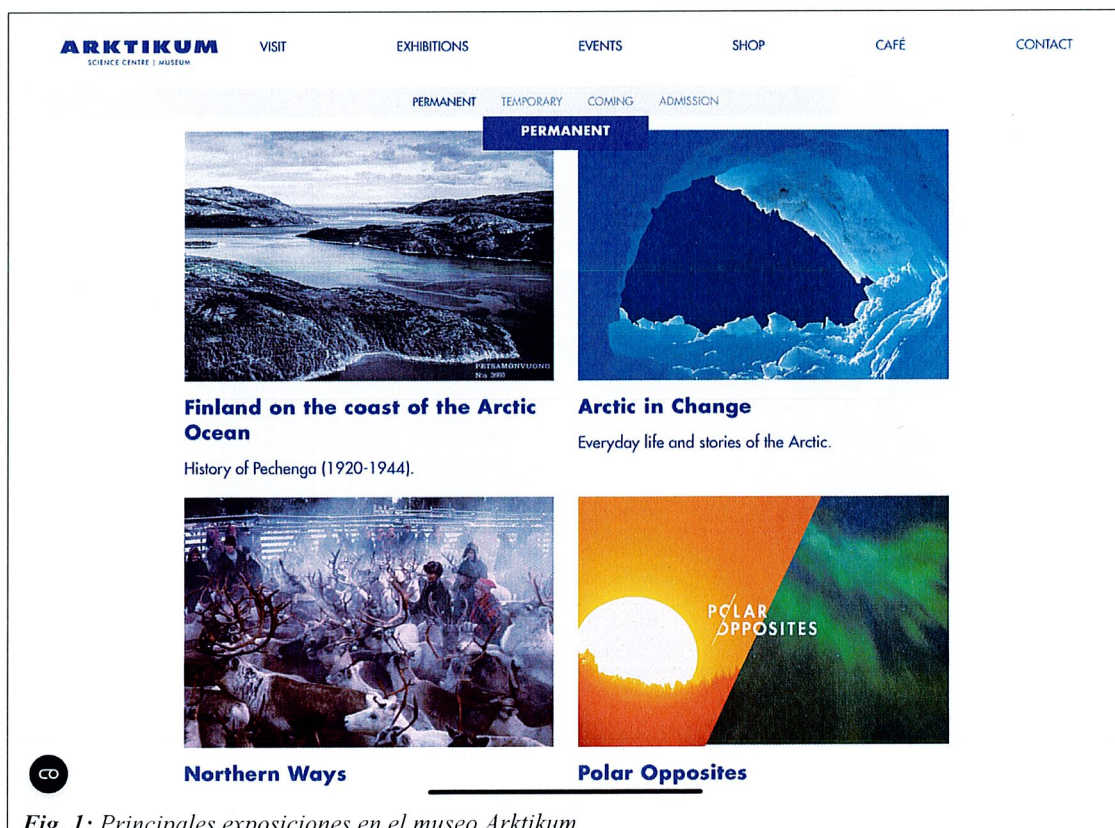 ARKTIKUM
SCIENCE CENTRE | MUSEUM
VISIT EXHIBITIONS EVENTS SHOP CAFÉ CONTACT
PERMANENT TEMPORARY COMING ADMISSION
PERMANENT
PETSAMONVUONO
N:o 3693
Finland on the coast of the Arctic
Ocean
History of Pechenga (1920-1944).
Arctic in Change
Everyday life and stories of the Arctic.
POLAR
OPPOSITES
Northern Ways
Polar Opposites
Fig. 1: Principales exposiciones en el museo Arktikum